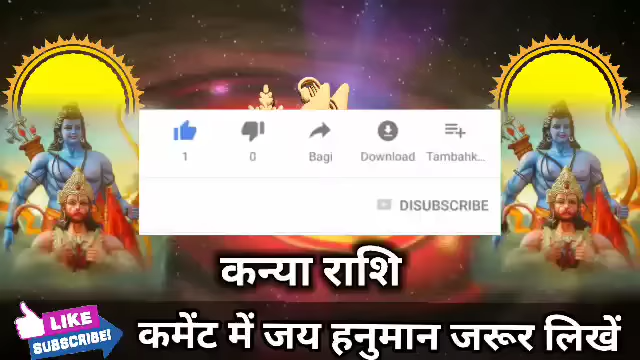 1 0 Bagi Download Tambahk...
DISUBSCRIBE
कन्या राशि
LIKE
SUBSCRIBE!
कमेंट में जय हनुमान जरूर लिखें